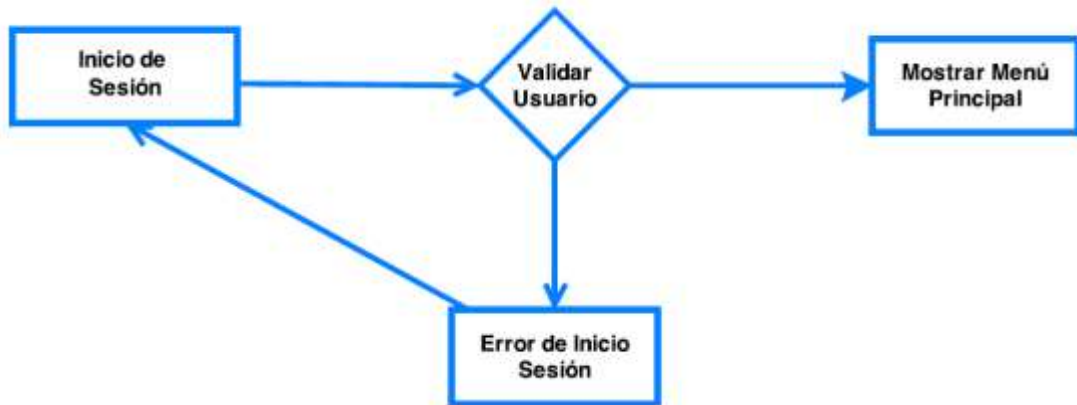 Inicio de
Sesión
Validar
Usuario
Mostrar Menú
Principal
Error de Inicio
Sesión